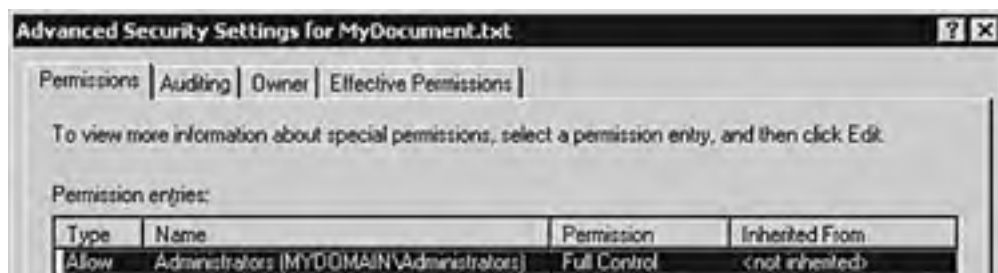 Advanced Security Settings for MyDocument.txt ? X
Permissions Auditing Owner Effective Permissions
To view more information about special permissions, select a permission entry, and then click Edit.
Permission entries:
Type Name Permission Inherited From
Allow Administrators (MYDOMAIN\Administrators) Full Control <not inherited>